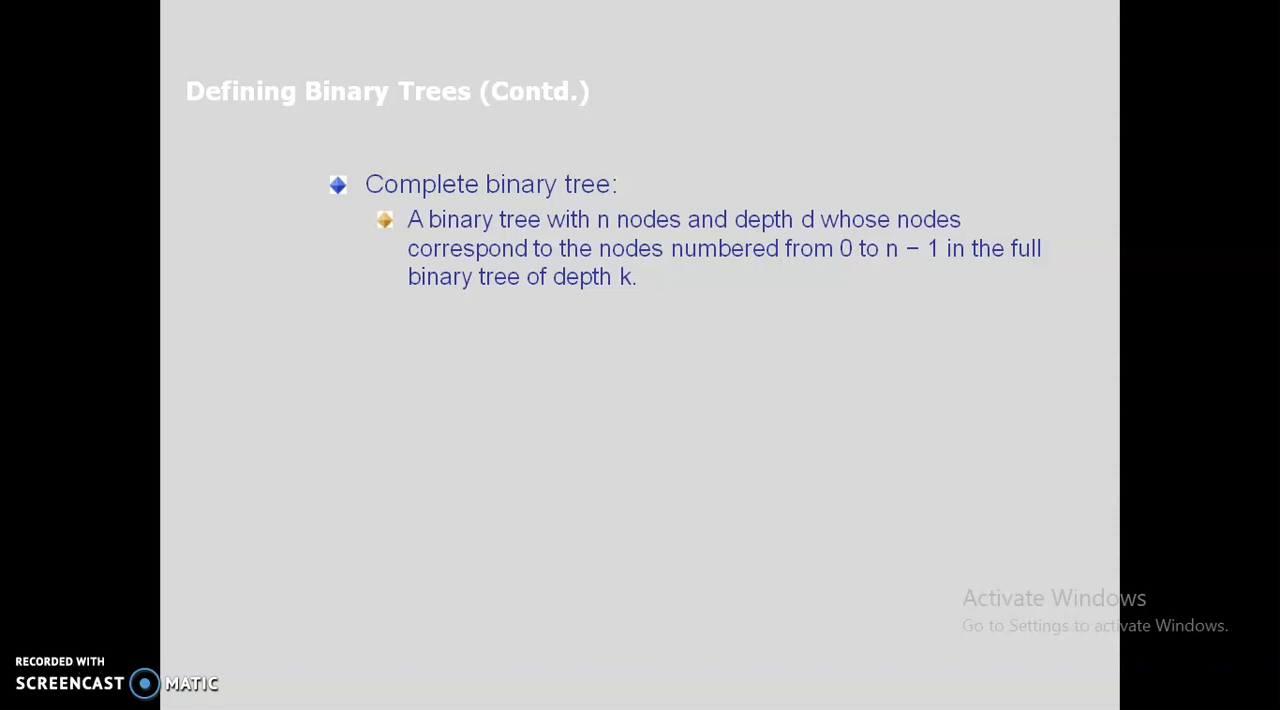 Defining Binary Trees (Contd.)
Complete binary tree:
A binary tree with n nodes and depth d whose nodes
correspond to the nodes numbered from 0 to n − 1 in the full
binary tree of depth k.
Activate Windows
Go to Settings to activate Windows.
RECORDED WITH
SCREENCAST MATIC